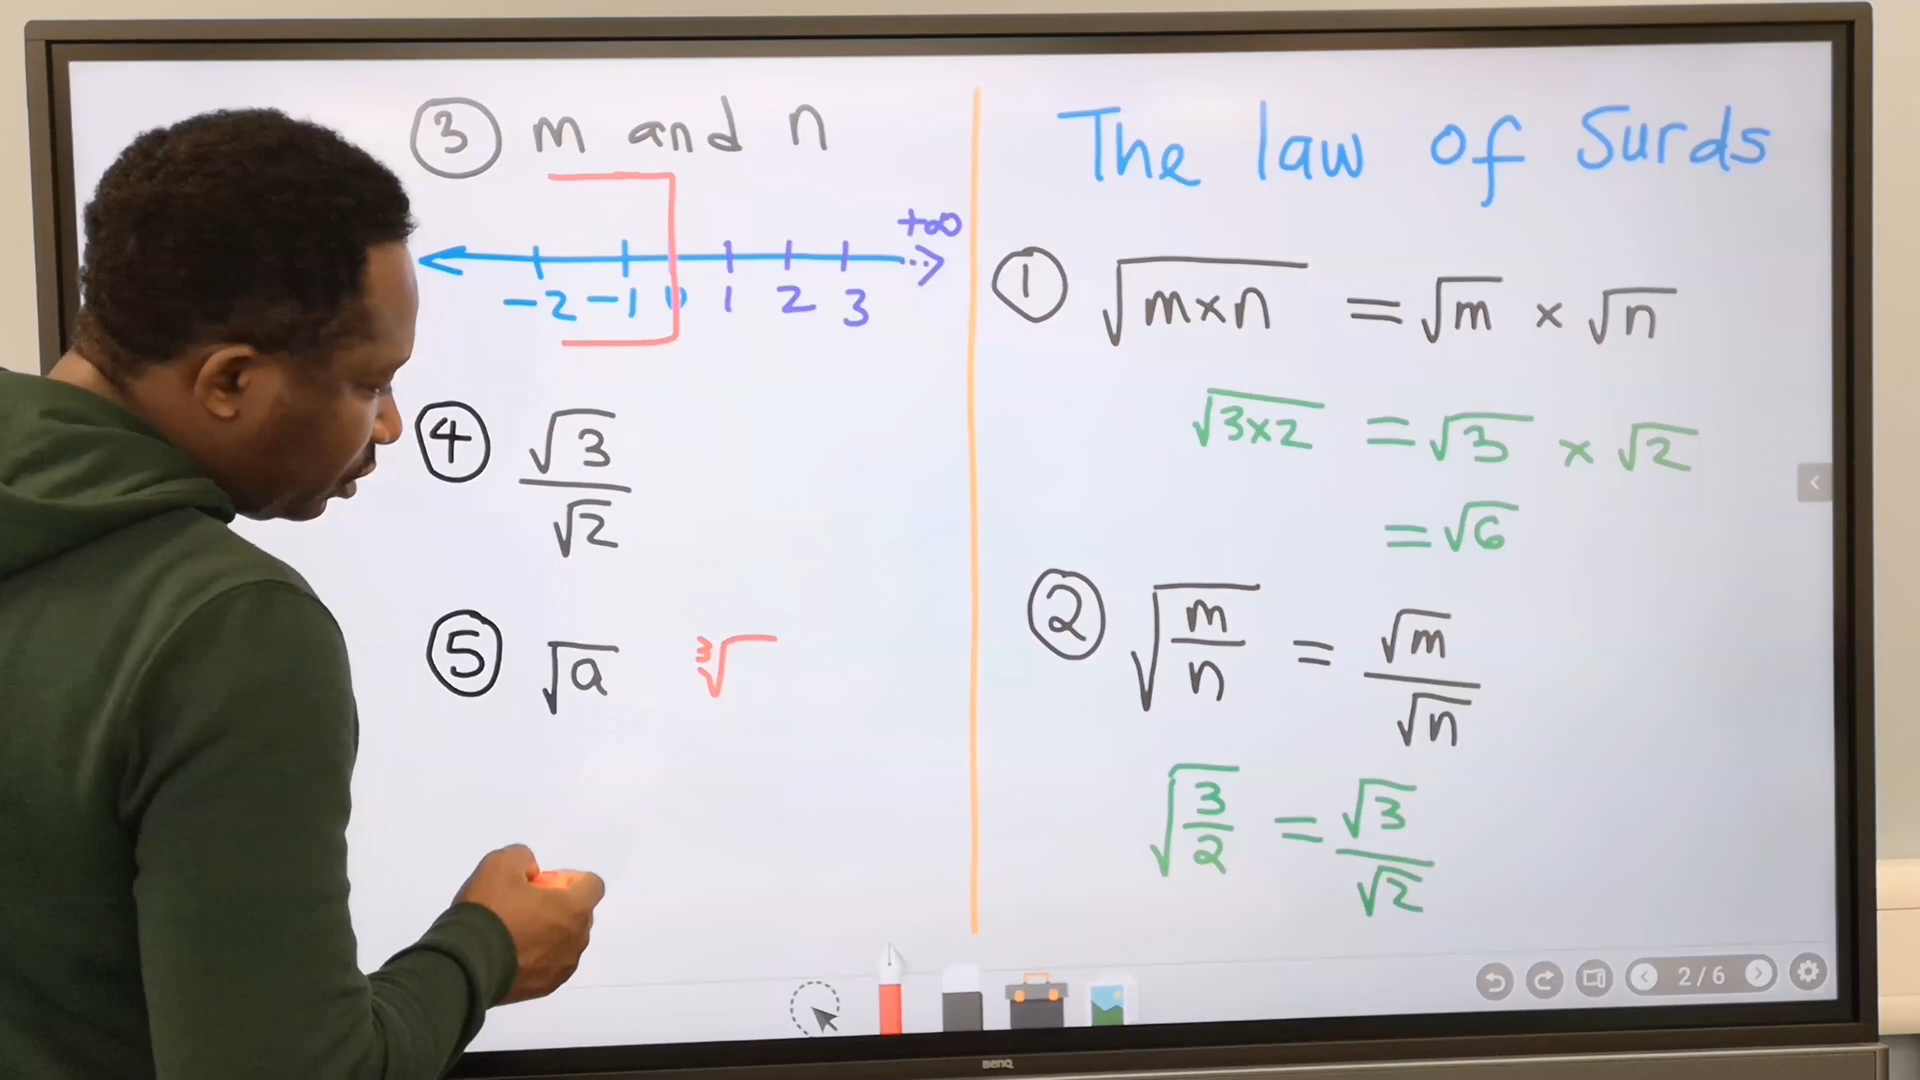 ③ m and n
+∞
-2 -1 0 1 2 3
④ √3/√2
⑤ √a ³√
The law of Surds
① √(m×n) = √m × √n
√(3×2) = √3 × √2
= √6
② √(m/n) = √m/√n
√(3/2) = √3/√2
2/6
BenQ